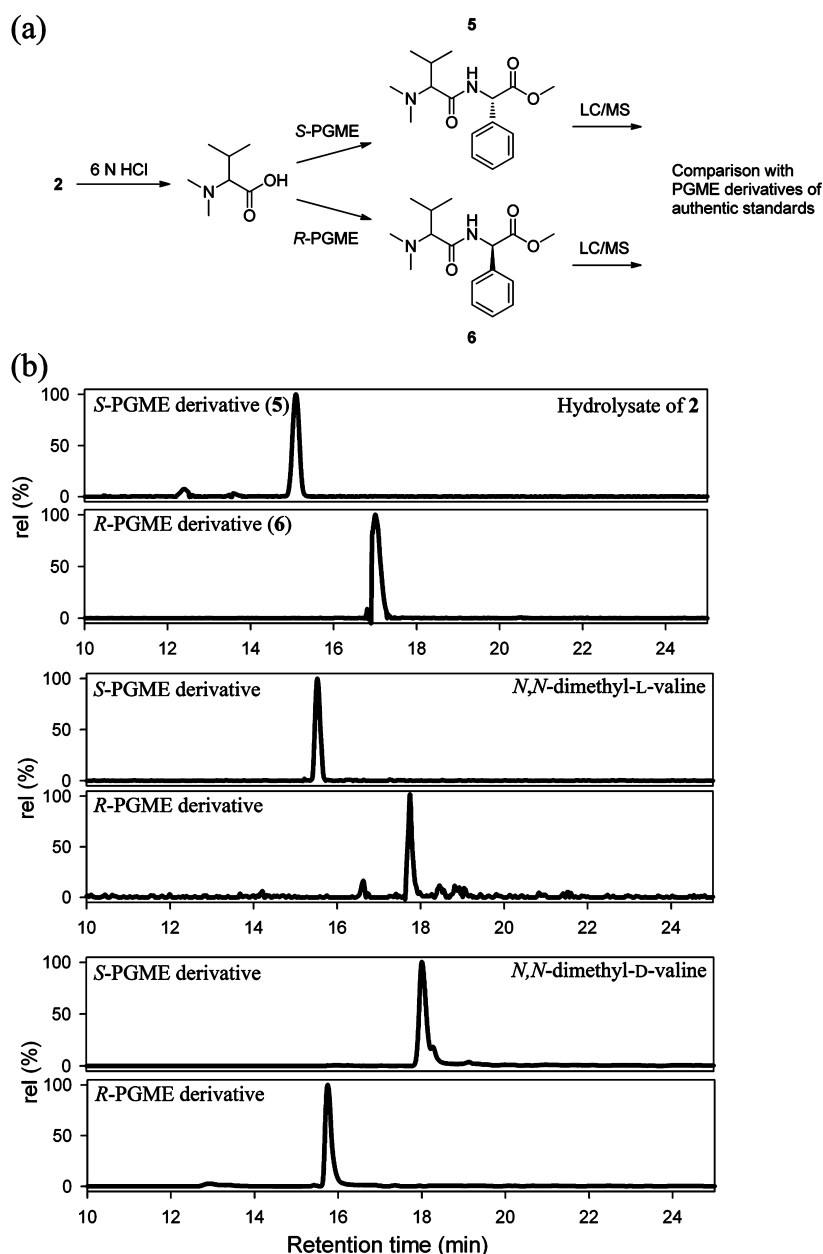 (a)
5
H
N
O
O
N
O
S-PGME
LC/MS
2
6 N HCl
N
OH
O
Comparison with
PGME derivatives of
authentic standards
R-PGME
H
N
O
O
N
O
LC/MS
6
(b)
100
S-PGME derivative (5)
Hydrolysate of 2
50
0
rel (%)
100
R-PGME derivative (6)
50
0
10 12 14 16 18 20 22 24
100
S-PGME derivative
N,N-dimethyl-L-valine
50
0
rel (%)
100
R-PGME derivative
50
0
10 12 14 16 18 20 22 24
100
S-PGME derivative
N,N-dimethyl-D-valine
50
0
rel (%)
100
R-PGME derivative
50
0
10 12 14 16 18 20 22 24
Retention time (min)